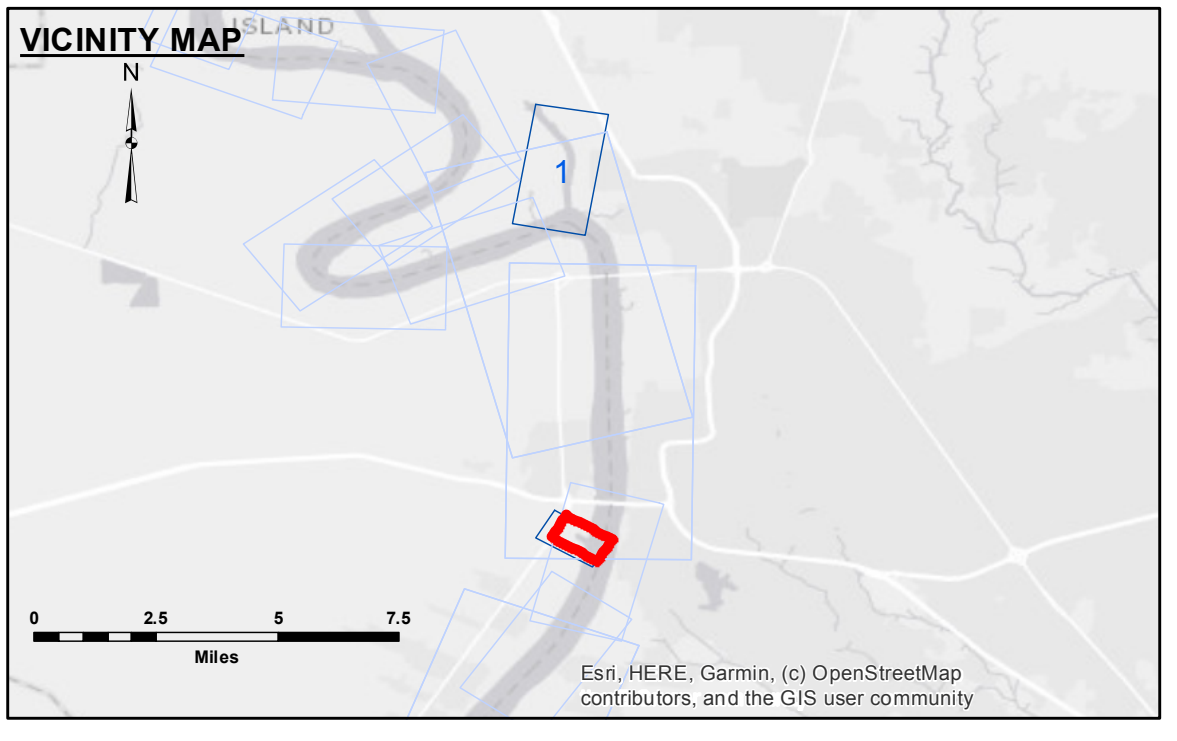 ISLAND
VICINITY MAP
N
1
0 2.5 5 7.5
Miles
Esri, HERE, Garmin, (c) OpenStreetMap
contributors, and the GIS user community